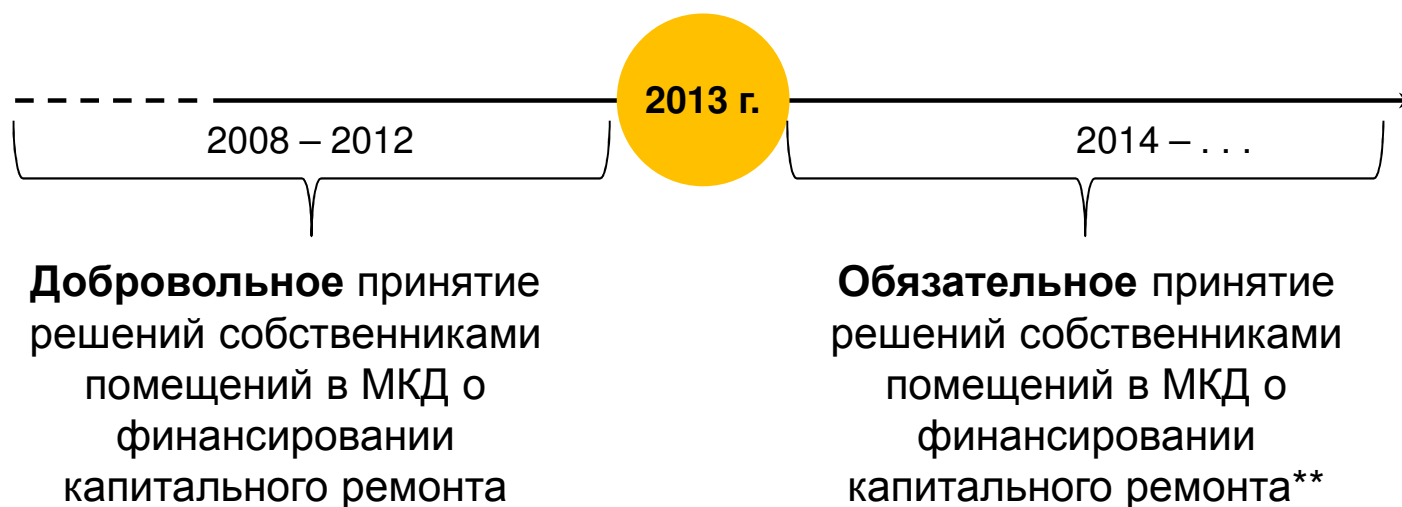 2013 г.
2008 – 2012
2014 – . . .
Добровольное принятие
решений собственниками
помещений в МКД о
финансировании
капитального ремонта
Обязательное принятие
решений собственниками
помещений в МКД о
финансировании
капитального ремонта**